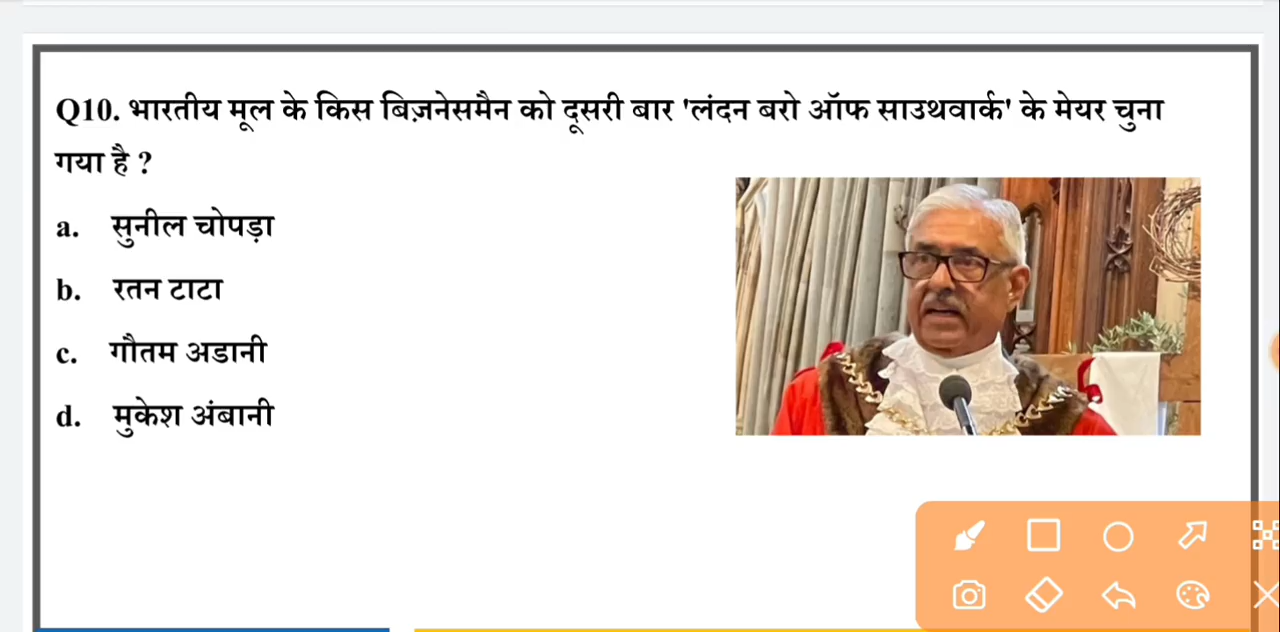 Q10. भारतीय मूल के किस बिज़नेसमैन को दूसरी बार 'लंदन बरो ऑफ साउथवार्क' के मेयर चुना
गया है ?
a. सुनील चोपड़ा
b. रतन टाटा
c. गौतम अडानी
d. मुकेश अंबानी